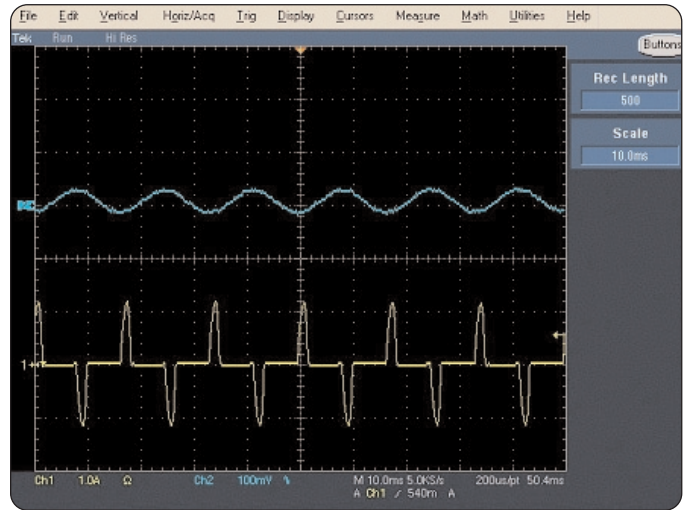 File Edit Vertical Horiz/Acq Trig Display Cursors Measure Math Utilities Help
Tek Run Hi Res
Buttons
Rec Length
500
Scale
10.0ms
1
Ch1 1.0A Ω Ch2 100mV M 10.0ms 5.0KS/s 200us/pt 50.4ms
A Ch1 540m A